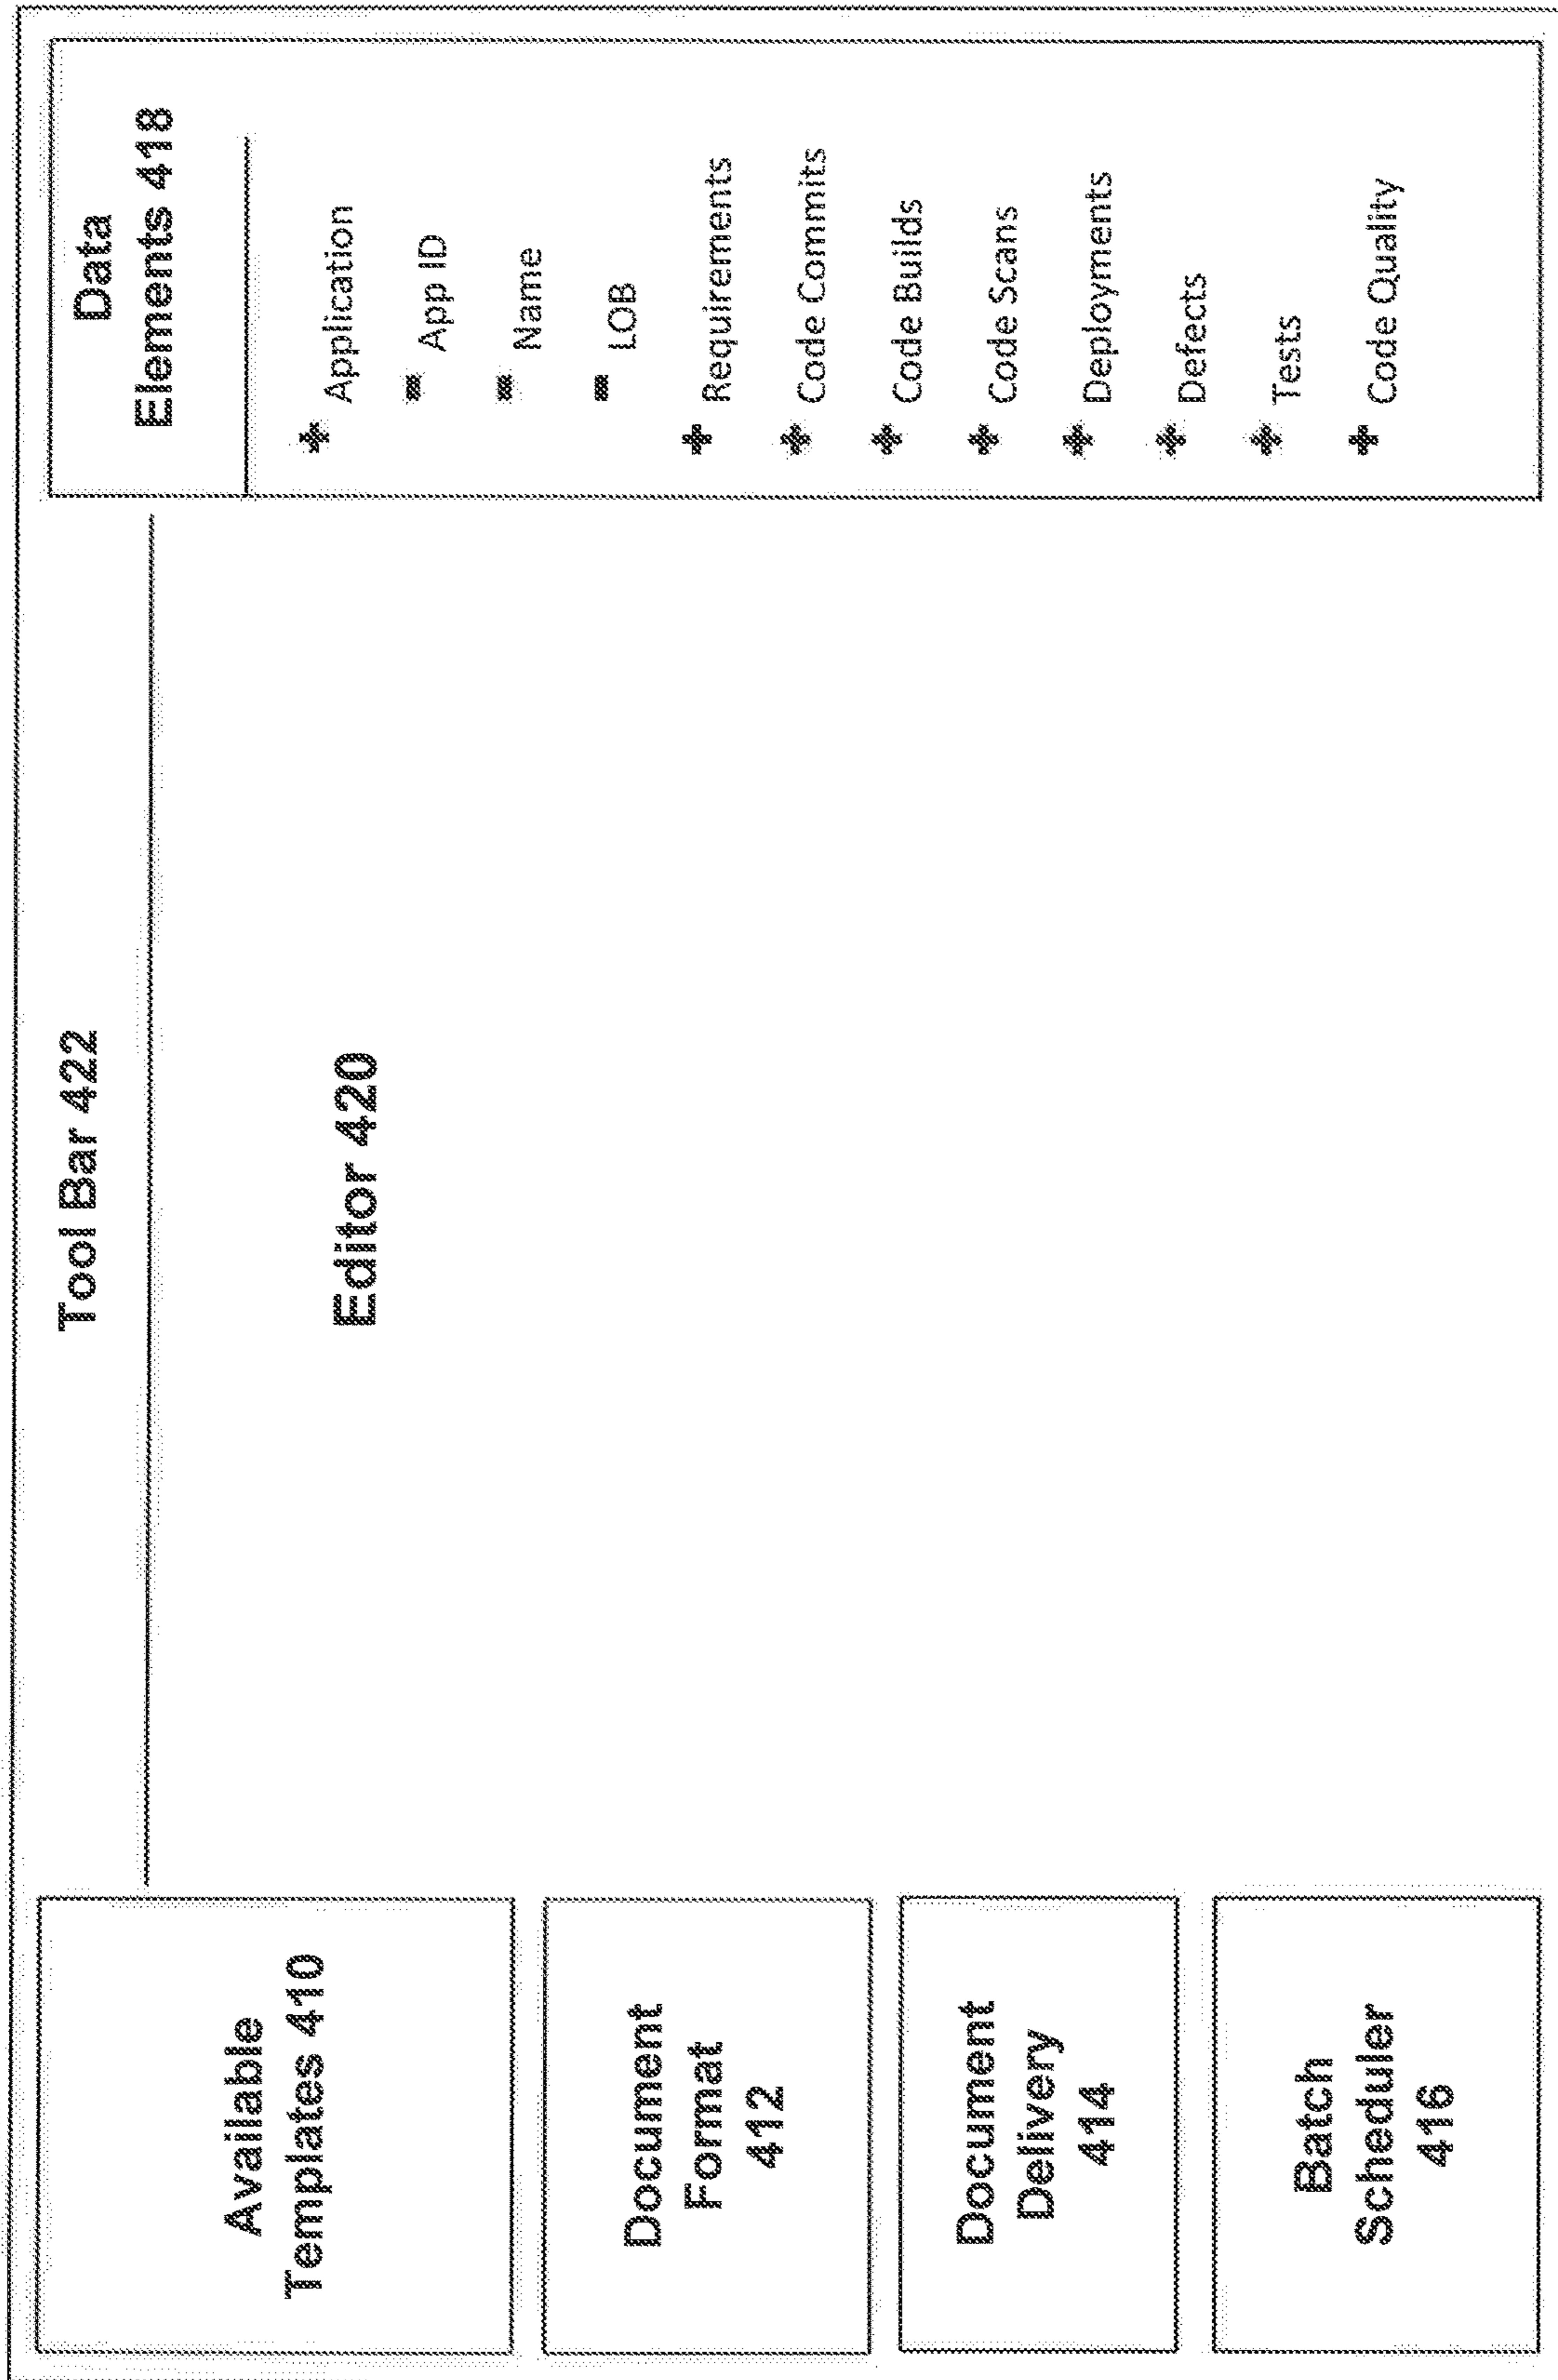 Tool Bar 422
Available
Templates 410
Document
Format
412
Document
Delivery
414
Batch
Scheduler
416
Editor 420
Data
Elements 418
+ Application
- App ID
- Name
- LOB
+ Requirements
+ Code Commits
+ Code Builds
+ Code Scans
+ Deployments
+ Defects
+ Tests
+ Code Quality